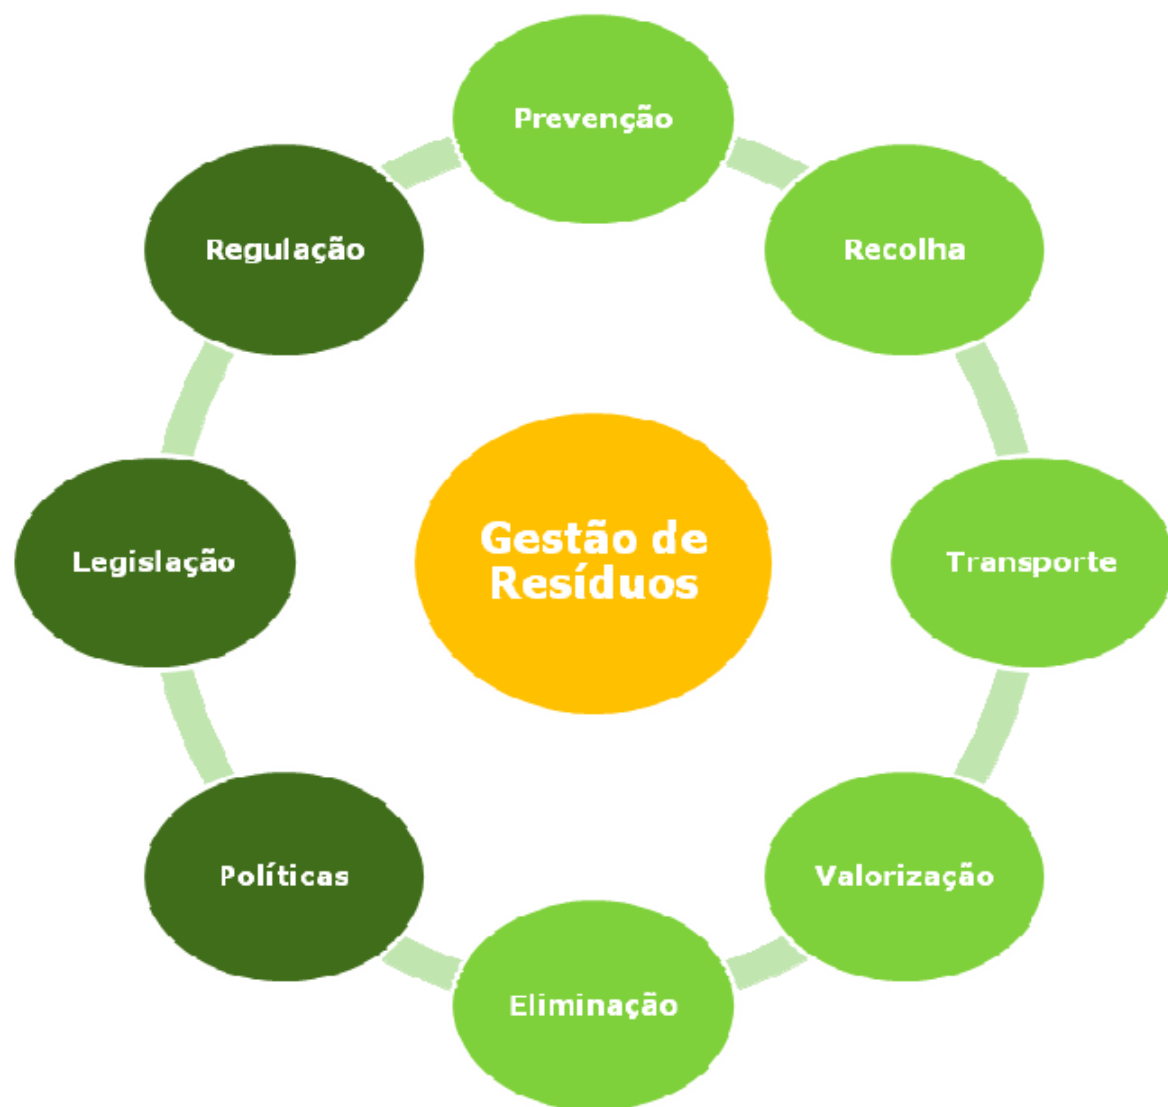 Prevenção
Recolha
Transporte
Valorização
Eliminação
Políticas
Legislação
Regulação
Gestão de
Resíduos